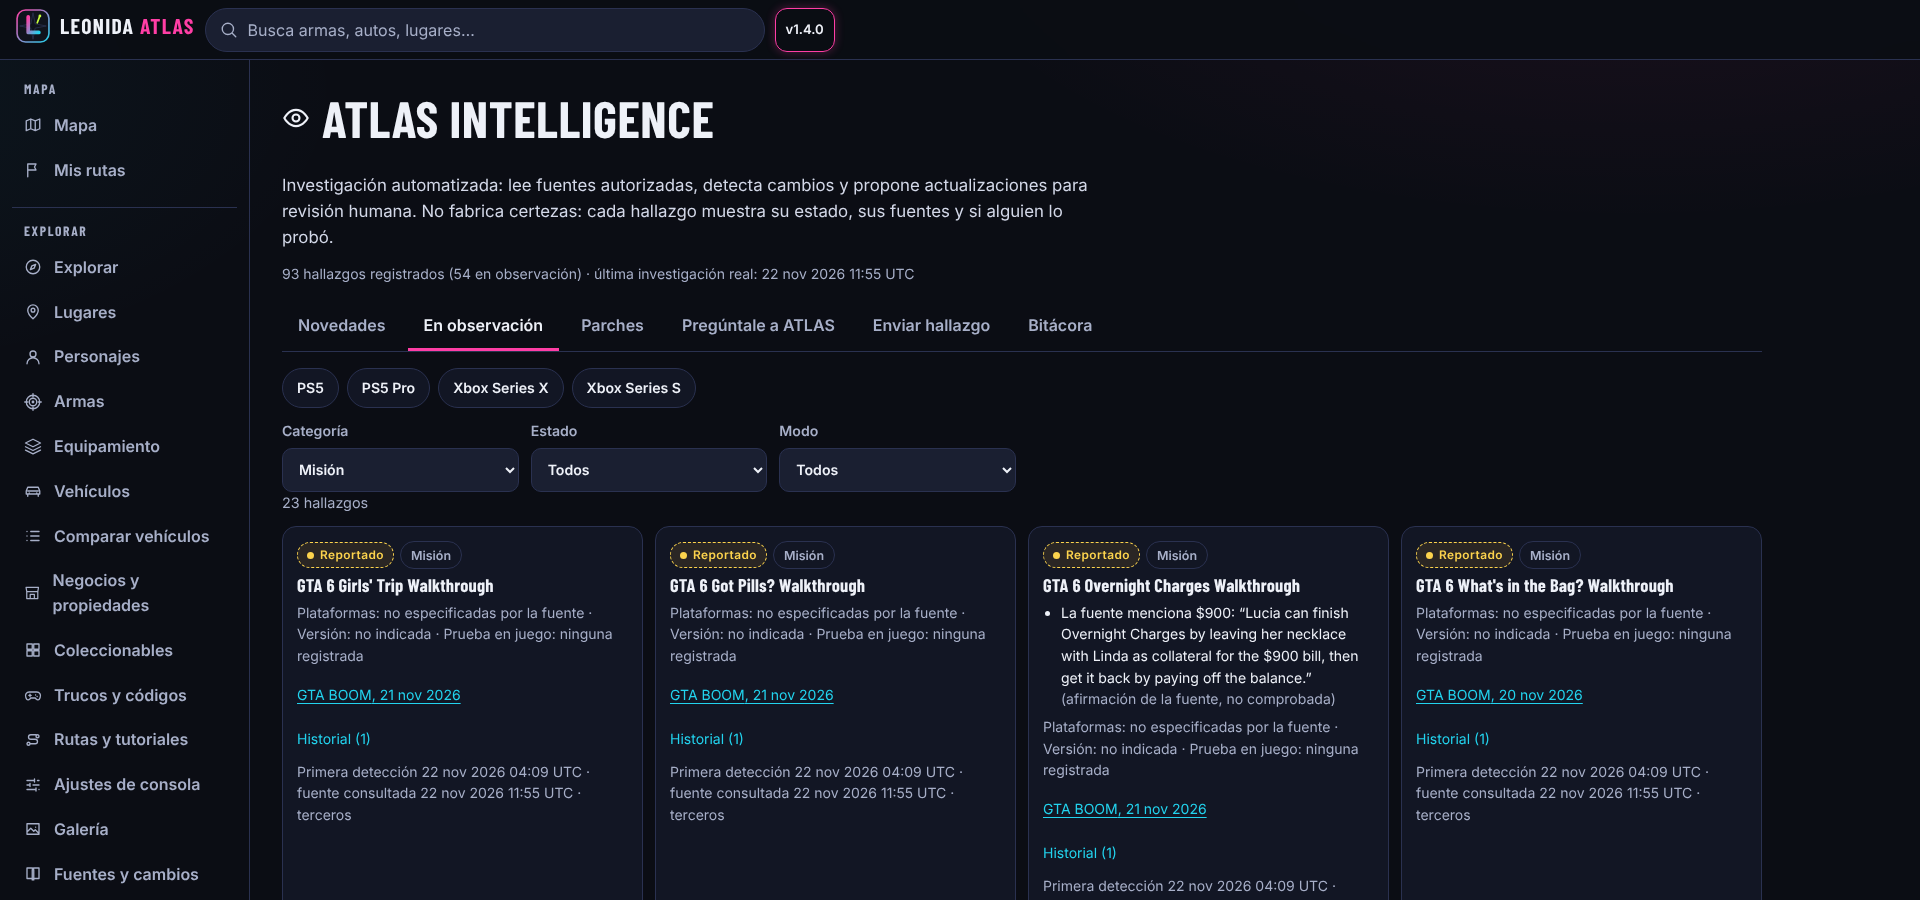 LEONIDA ATLAS
Busca armas, autos, lugares...
v1.4.0
MAPA
Mapa
Mis rutas
EXPLORAR
Explorar
Lugares
Personajes
Armas
Equipamiento
Vehículos
Comparar vehículos
Negocios y
propiedades
Coleccionables
Trucos y códigos
Rutas y tutoriales
Ajustes de consola
Galería
Fuentes y cambios
ATLAS INTELLIGENCE
Investigación automatizada: lee fuentes autorizadas, detecta cambios y propone actualizaciones para
revisión humana. No fabrica certezas: cada hallazgo muestra su estado, sus fuentes y si alguien lo
probó.
93 hallazgos registrados (54 en observación) · última investigación real: 22 nov 2026 11:55 UTC
Novedades
En observación
Parches
Pregúntale a ATLAS
Enviar hallazgo
Bitácora
PS5
PS5 Pro
Xbox Series X
Xbox Series S
Categoría
Misión
Estado
Todos
Modo
Todos
23 hallazgos
Reportado
Misión
GTA 6 Girls' Trip Walkthrough
Plataformas: no especificadas por la fuente ·
Versión: no indicada · Prueba en juego: ninguna
registrada
GTA BOOM, 21 nov 2026
Historial (1)
Primera detección 22 nov 2026 04:09 UTC ·
fuente consultada 22 nov 2026 11:55 UTC ·
terceros
Reportado
Misión
GTA 6 Got Pills? Walkthrough
Plataformas: no especificadas por la fuente ·
Versión: no indicada · Prueba en juego: ninguna
registrada
GTA BOOM, 21 nov 2026
Historial (1)
Primera detección 22 nov 2026 04:09 UTC ·
fuente consultada 22 nov 2026 11:55 UTC ·
terceros
Reportado
Misión
GTA 6 Overnight Charges Walkthrough
• La fuente menciona $900: “Lucia can finish
Overnight Charges by leaving her necklace
with Linda as collateral for the $900 bill, then
get it back by paying off the balance.”
(afirmación de la fuente, no comprobada)
Plataformas: no especificadas por la fuente ·
Versión: no indicada · Prueba en juego: ninguna
registrada
GTA BOOM, 21 nov 2026
Historial (1)
Primera detección 22 nov 2026 04:09 UTC ·
Reportado
Misión
GTA 6 What's in the Bag? Walkthrough
Plataformas: no especificadas por la fuente ·
Versión: no indicada · Prueba en juego: ninguna
registrada
GTA BOOM, 20 nov 2026
Historial (1)
Primera detección 22 nov 2026 04:09 UTC ·
fuente consultada 22 nov 2026 11:55 UTC ·
terceros